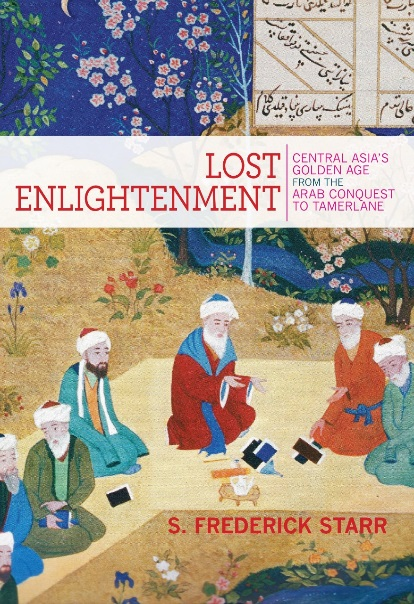 LOST
ENLIGHTENMENT
CENTRAL ASIA'S
GOLDEN AGE
FROM THE
ARAB CONQUEST
TO TAMERLANE
S. FREDERICK STARR